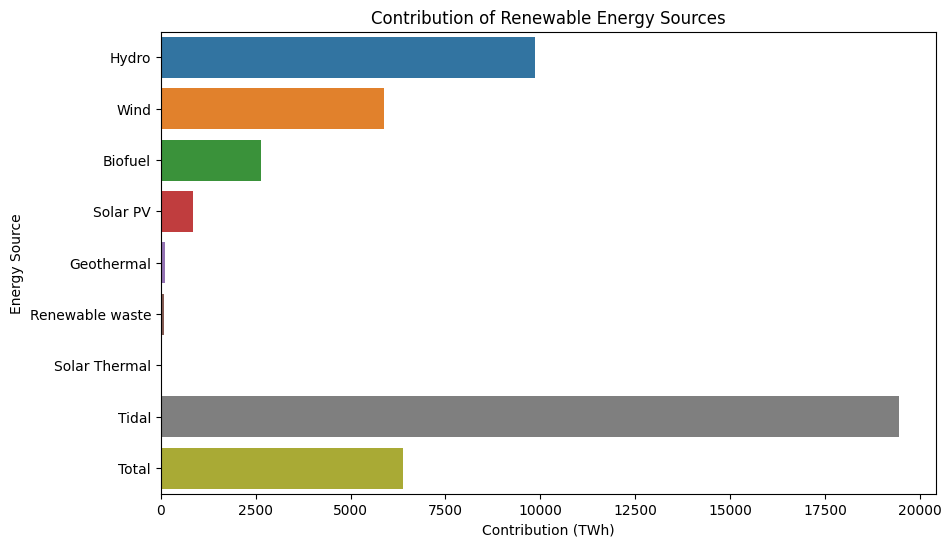 Contribution of Renewable Energy Sources
Energy Source
Hydro
Wind
Biofuel
Solar PV
Geothermal
Renewable waste
Solar Thermal
Tidal
Total
0 2500 5000 7500 10000 12500 15000 17500 20000
Contribution (TWh)